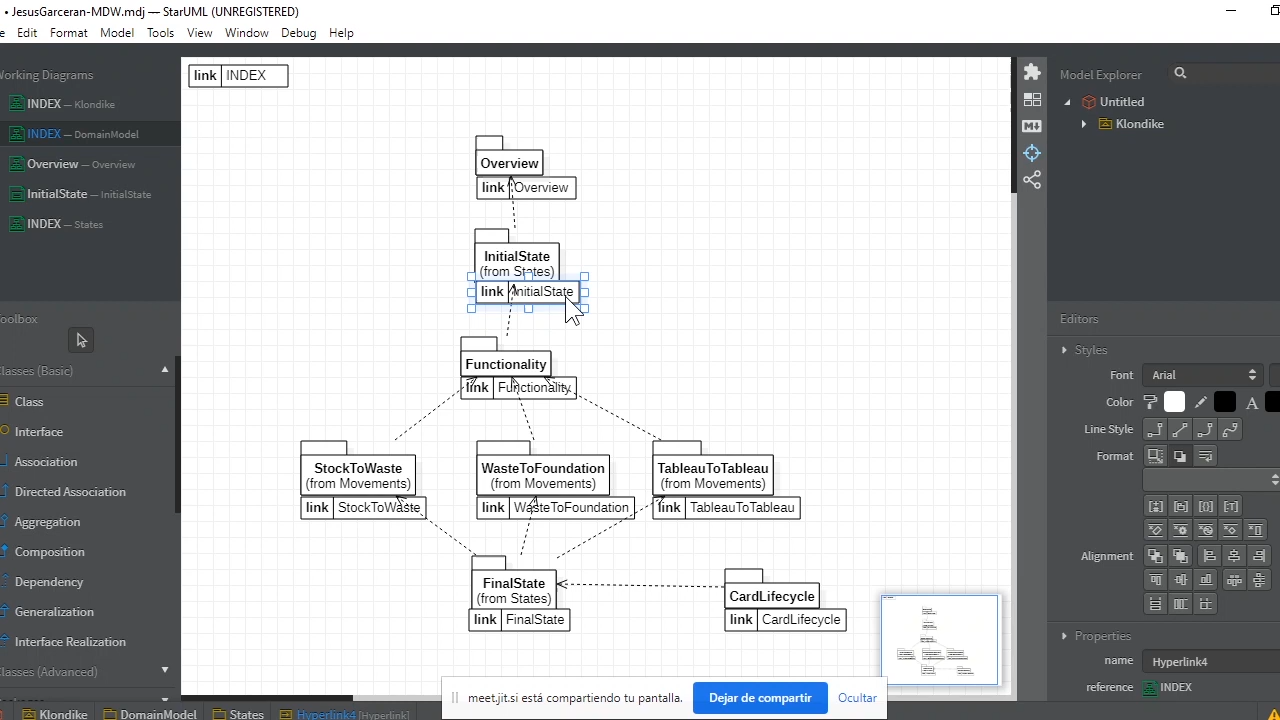 • JesusGarceran-MDW.mdj — StarUML (UNREGISTERED)
e Edit Format Model Tools View Window Debug Help
Working Diagrams
INDEX — Klondike
INDEX — DomainModel
Overview — Overview
InitialState — InitialState
INDEX — States
oolbox
Classes (Basic)
Class
Interface
Association
Directed Association
Aggregation
Composition
Dependency
Generalization
Interface Realization
Classes (Advanced)
link INDEX
Overview
link Overview
InitialState
(from States)
link InitialState
Functionality
link Functionality
StockToWaste
(from Movements)
link StockToWaste
WasteToFoundation
(from Movements)
link WasteToFoundation
TableauToTableau
(from Movements)
link TableauToTableau
FinalState
(from States)
link FinalState
CardLifecycle
link CardLifecycle
Model Explorer
Untitled
Klondike
Editors
Styles
Font Arial
Color A
Line Style
Format
Alignment
Properties
name Hyperlink4
reference INDEX
meet.jit.si está compartiendo tu pantalla. Dejar de compartir Ocultar
Klondike DomainModel States Hyperlink4 [Hyperlink]